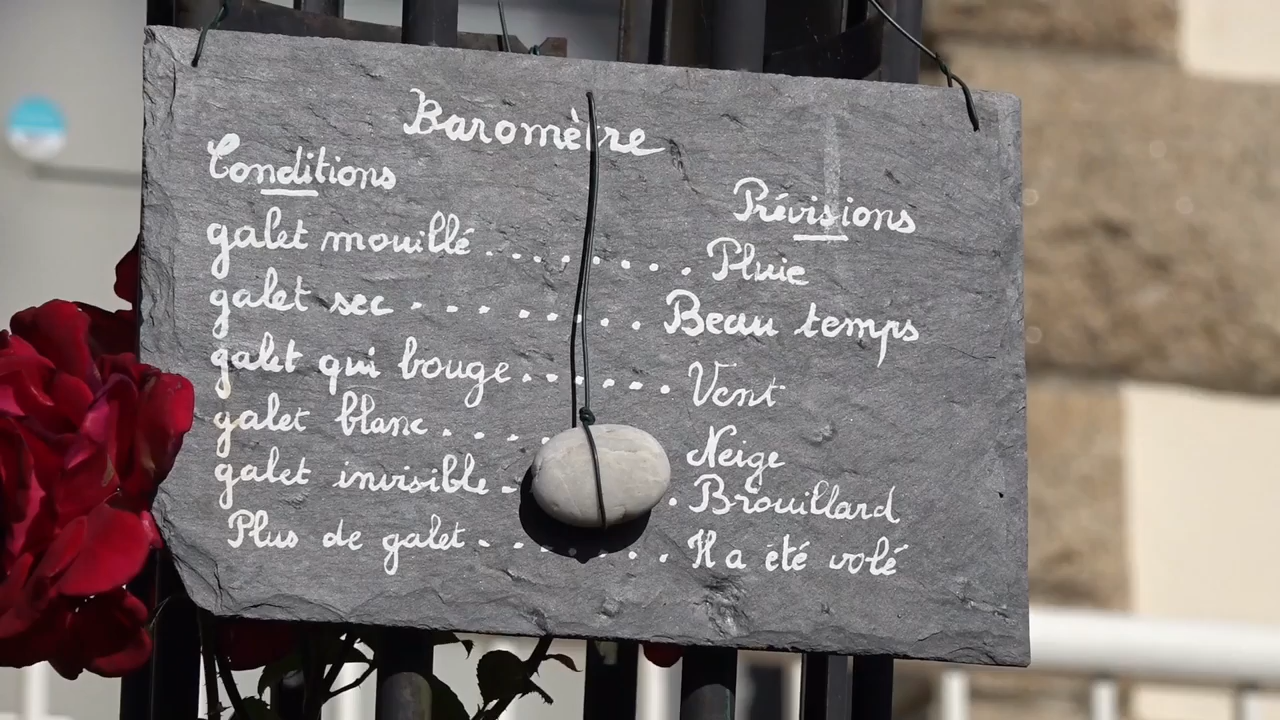 Baromètre
Conditions Prévisions
galet mouillé......... Pluie
galet sec........ Beau temps
galet qui bouge...... Vent
galet blanc.... Neige
galet invisible.. Brouillard
Plus de galet...... Il a été volé